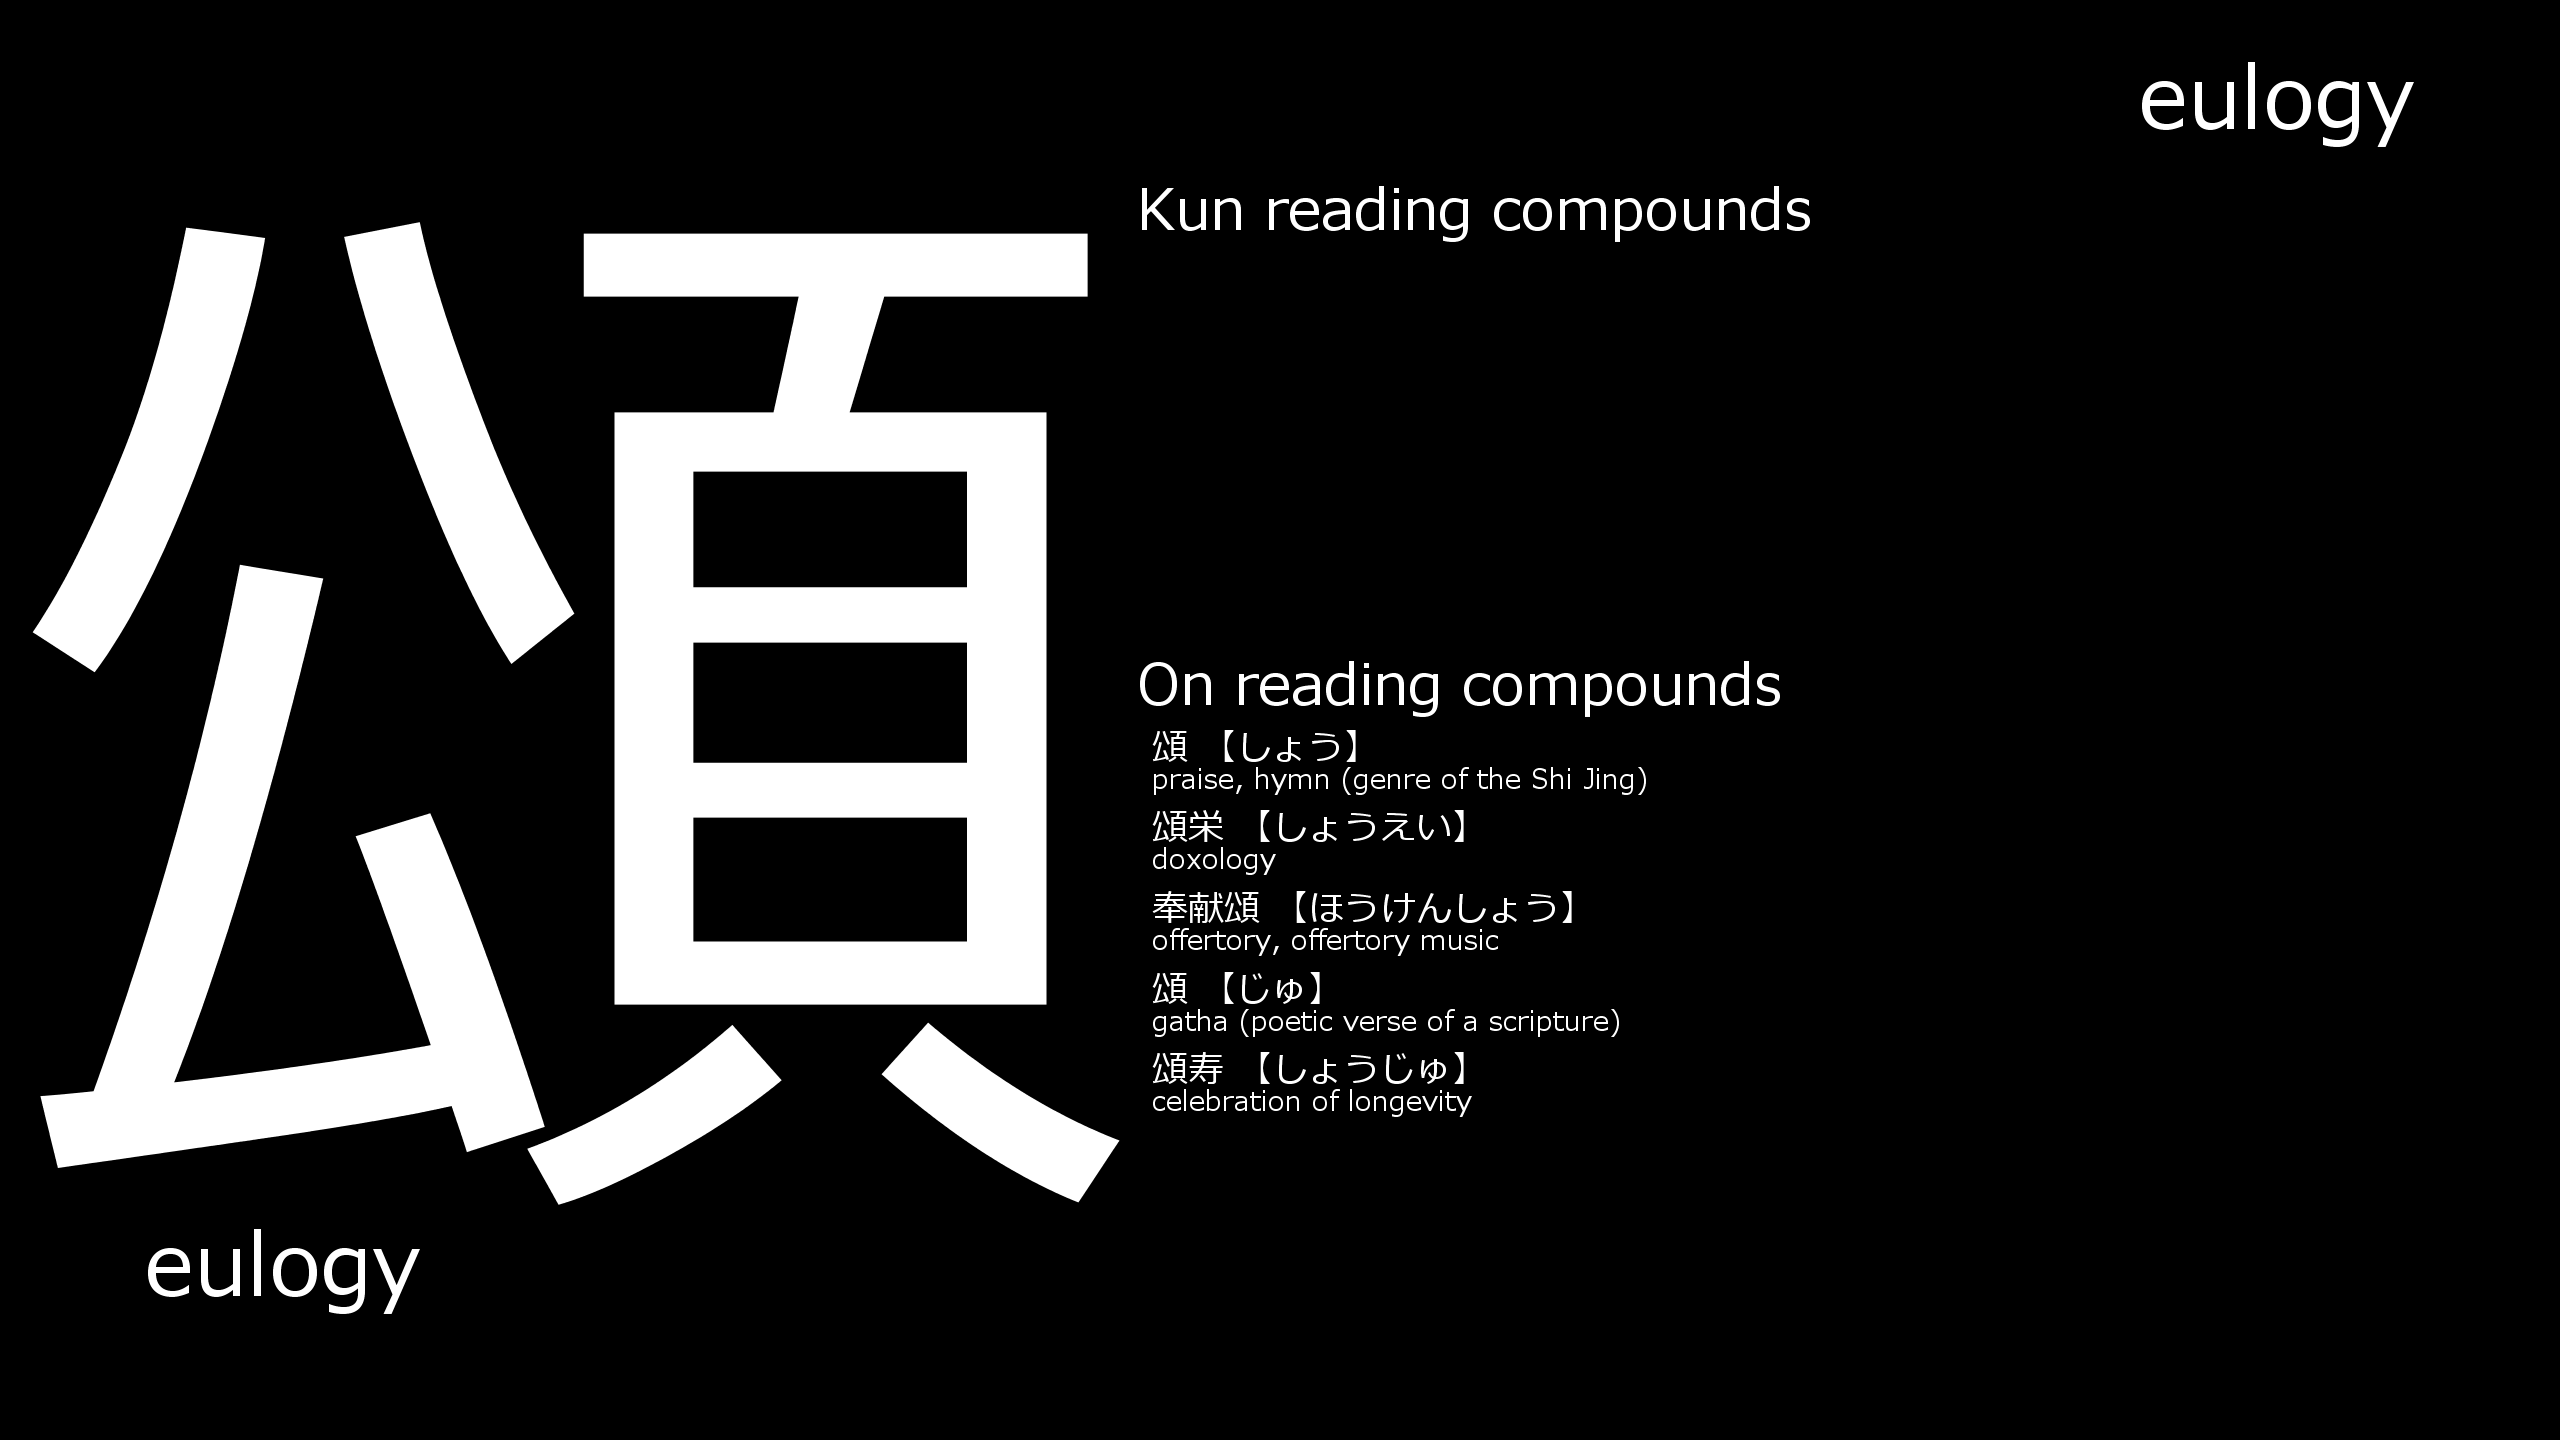 eulogy
頌
eulogy
Kun reading compounds
On reading compounds
頌 【しょう】
praise, hymn (genre of the Shi Jing)
頌栄 【しょうえい】
doxology
奉献頌 【ほうけんしょう】
offertory, offertory music
頌 【じゅ】
gatha (poetic verse of a scripture)
頌寿 【しょうじゅ】
celebration of longevity